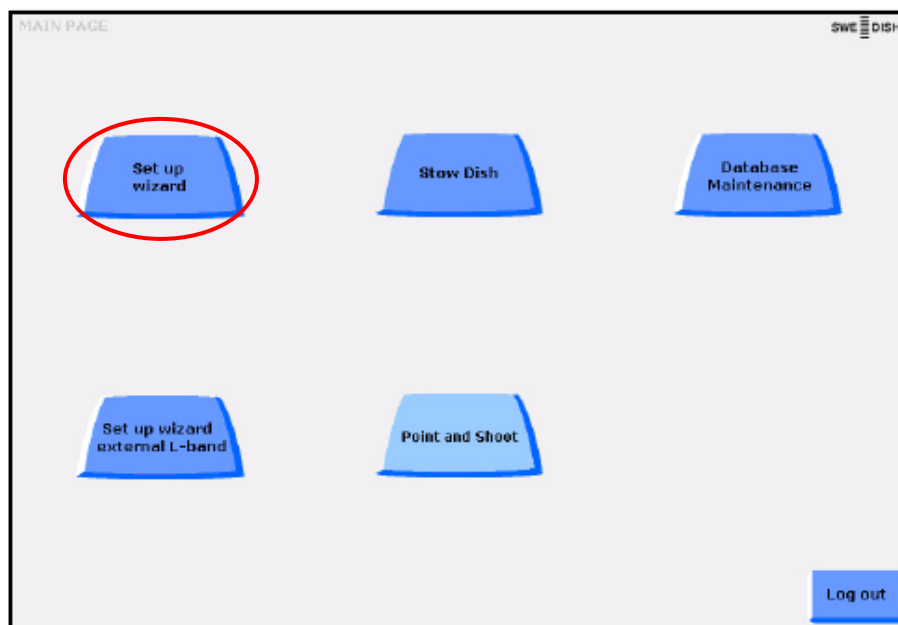 MAIN PAGE
SWE DISH
Set up
wizard
Stow Dish
Database
Maintenance
Set up wizard
external L-band
Point and Shoot
Log out